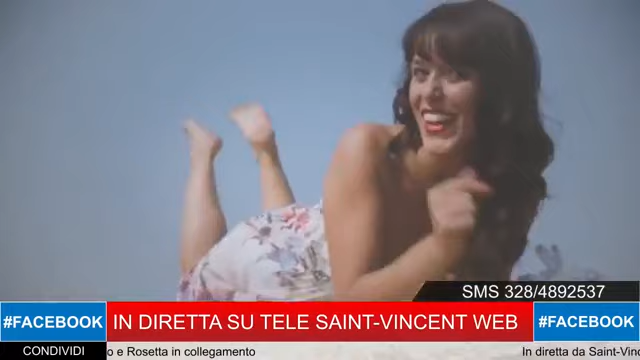 SMS 328/4892537
#FACEBOOK IN DIRETTA SU TELE SAINT-VINCENT WEB #FACEBOOK
CONDIVIDI o e Rosetta in collegamento In diretta da Saint-Vinc